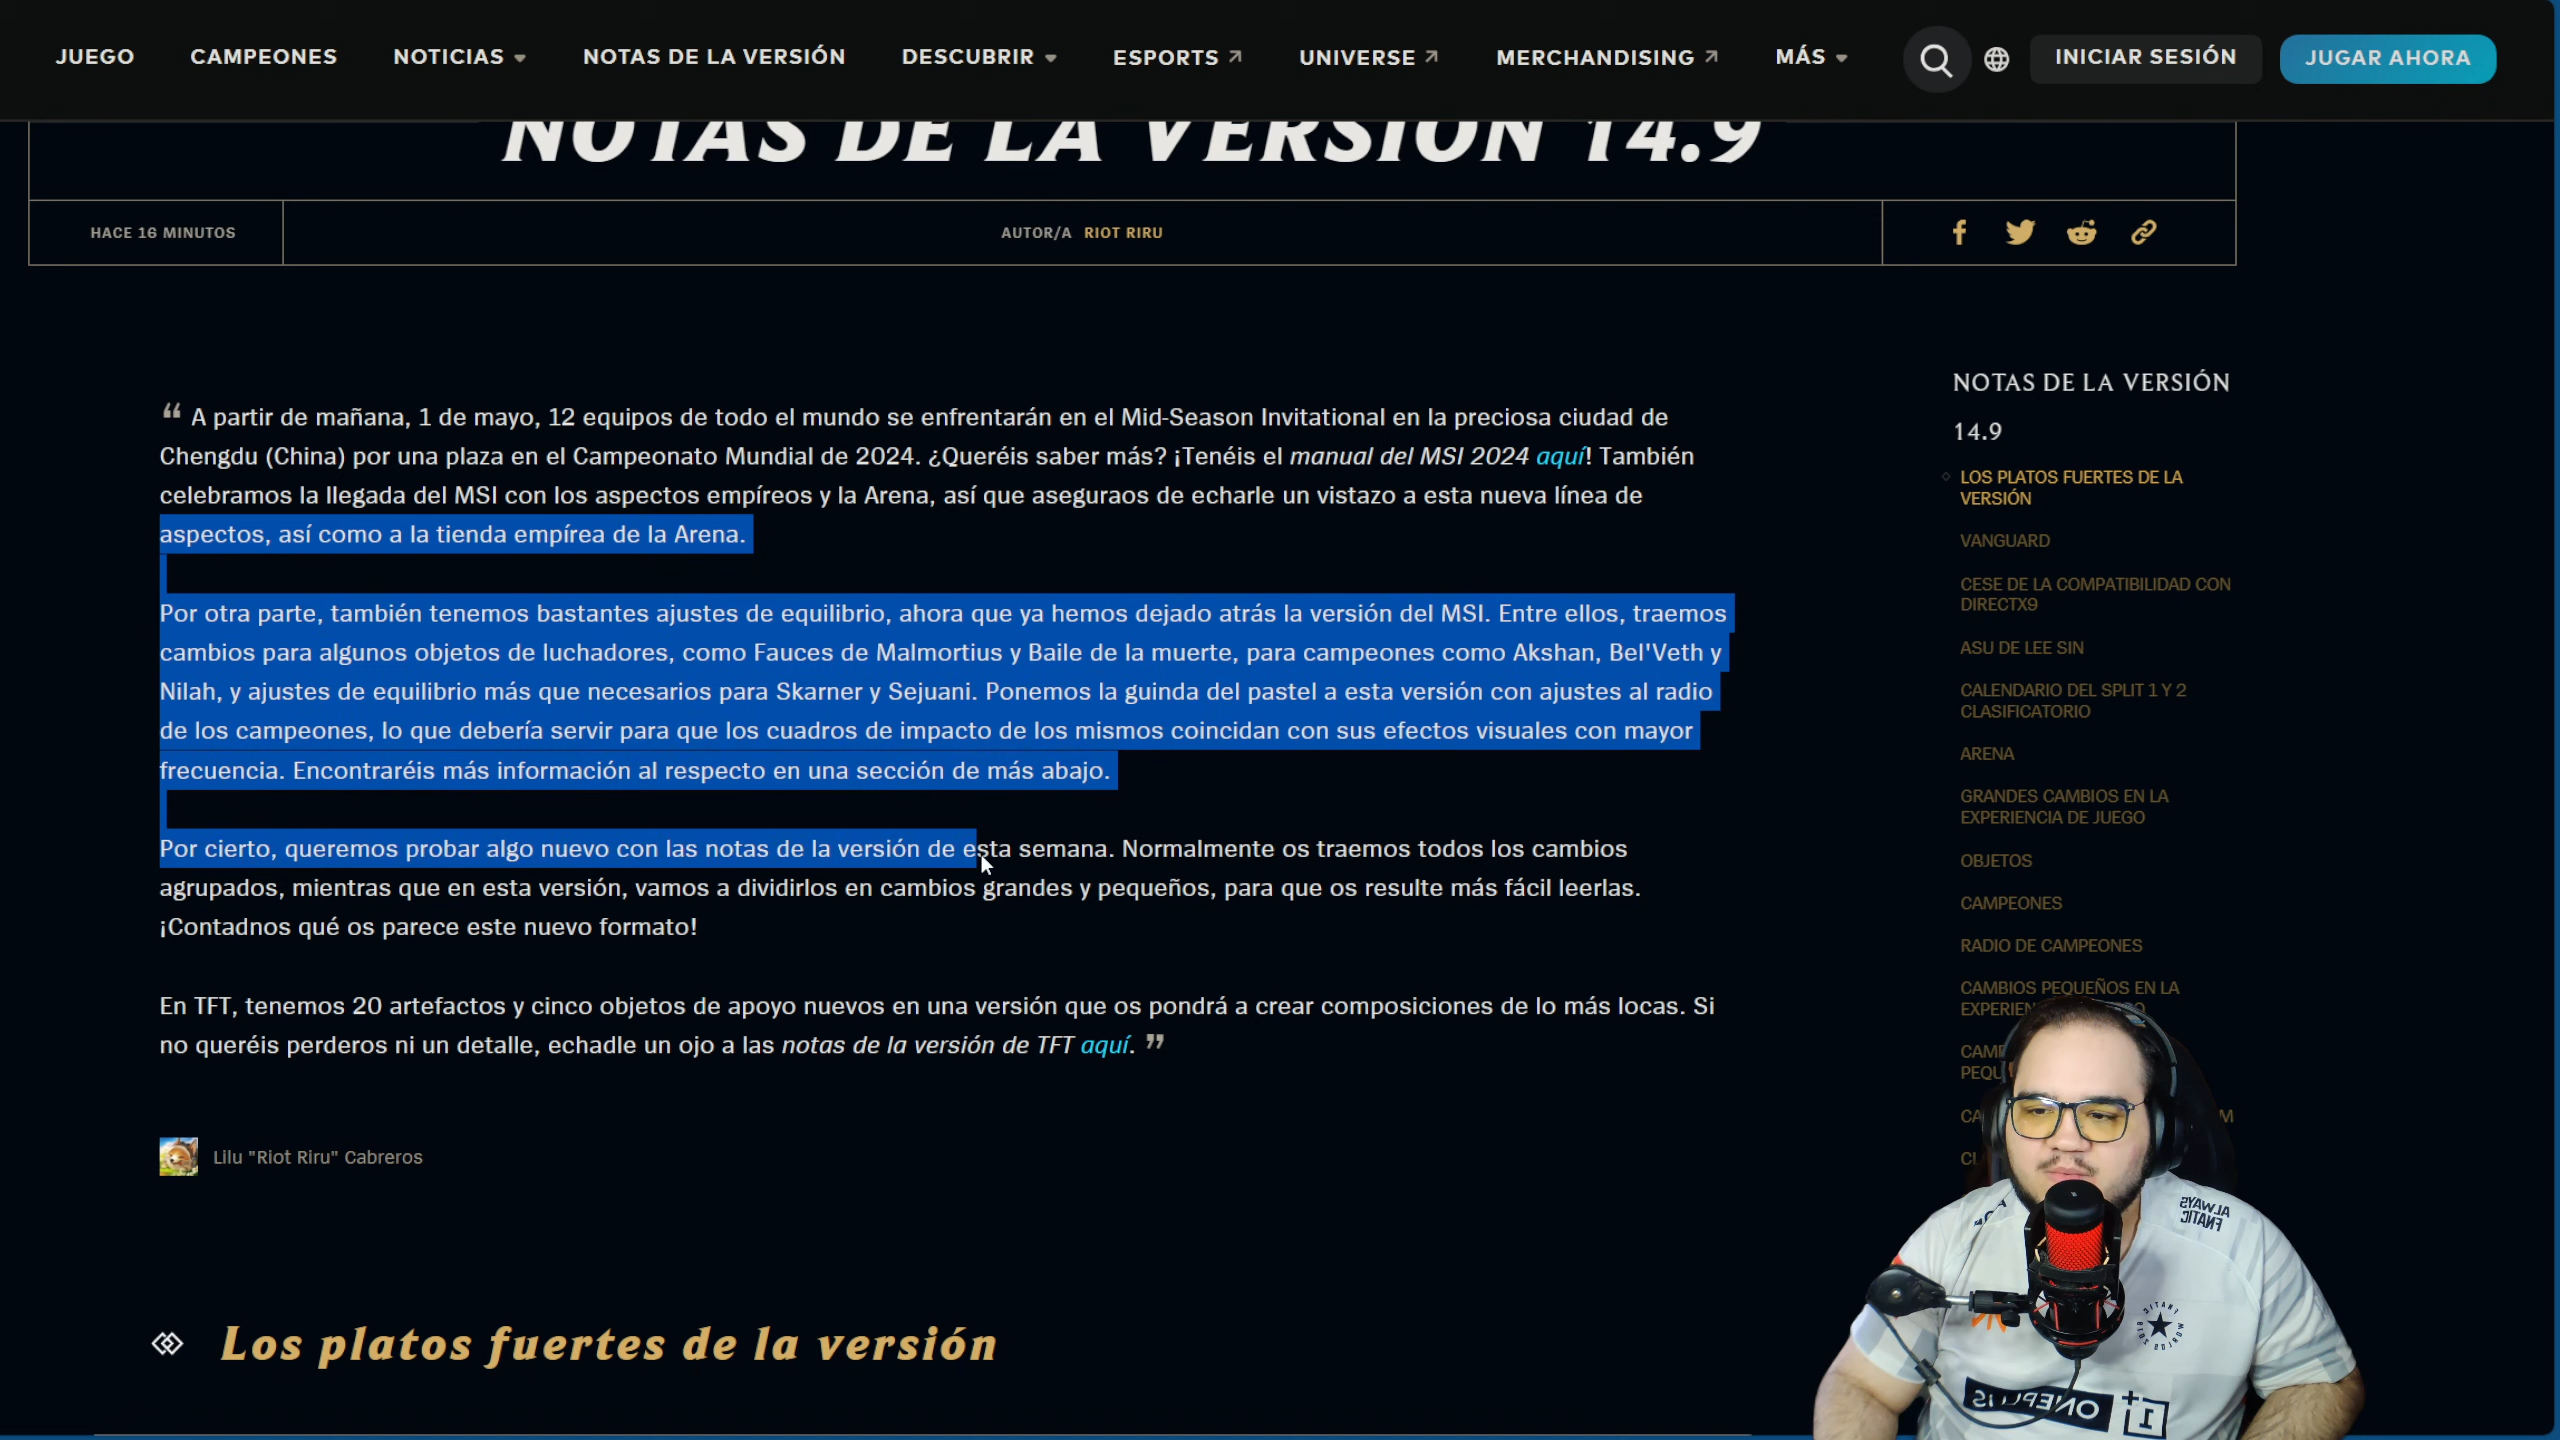 JUEGO CAMPEONES NOTICIAS NOTAS DE LA VERSIÓN DESCUBRIR ESPORTS UNIVERSE MERCHANDISING MÁS INICIAR SESIÓN JUGAR AHORA
NOTAS DE LA VERSIÓN 14.9
HACE 16 MINUTOS
AUTOR/A RIOT RIRU
“ A partir de mañana, 1 de mayo, 12 equipos de todo el mundo se enfrentarán en el Mid-Season Invitational en la preciosa ciudad de
Chengdu (China) por una plaza en el Campeonato Mundial de 2024. ¿Queréis saber más? ¡Tenéis el manual del MSI 2024 aquí! También
celebramos la llegada del MSI con los aspectos empíreos y la Arena, así que aseguraos de echarle un vistazo a esta nueva línea de
aspectos, así como a la tienda empírea de la Arena.
Por otra parte, también tenemos bastantes ajustes de equilibrio, ahora que ya hemos dejado atrás la versión del MSI. Entre ellos, traemos
cambios para algunos objetos de luchadores, como Fauces de Malmortius y Baile de la muerte, para campeones como Akshan, Bel'Veth y
Nilah, y ajustes de equilibrio más que necesarios para Skarner y Sejuani. Ponemos la guinda del pastel a esta versión con ajustes al radio
de los campeones, lo que debería servir para que los cuadros de impacto de los mismos coincidan con sus efectos visuales con mayor
frecuencia. Encontraréis más información al respecto en una sección de más abajo.
Por cierto, queremos probar algo nuevo con las notas de la versión de esta semana. Normalmente os traemos todos los cambios
agrupados, mientras que en esta versión, vamos a dividirlos en cambios grandes y pequeños, para que os resulte más fácil leerlas.
¡Contadnos qué os parece este nuevo formato!
En TFT, tenemos 20 artefactos y cinco objetos de apoyo nuevos en una versión que os pondrá a crear composiciones de lo más locas. Si
no queréis perderos ni un detalle, echadle un ojo a las notas de la versión de TFT aquí. ”
Lilu "Riot Riru" Cabreros
Los platos fuertes de la versión
NOTAS DE LA VERSIÓN
14.9
LOS PLATOS FUERTES DE LA
VERSIÓN
VANGUARD
CESE DE LA COMPATIBILIDAD CON
DIRECTX9
ASU DE LEE SIN
CALENDARIO DEL SPLIT 1 Y 2
CLASIFICATORIO
ARENA
GRANDES CAMBIOS EN LA
EXPERIENCIA DE JUEGO
OBJETOS
CAMPEONES
RADIO DE CAMPEONES
CAMBIOS PEQUEÑOS EN LA
ALWAYS
FNATIC
ONEPLUS